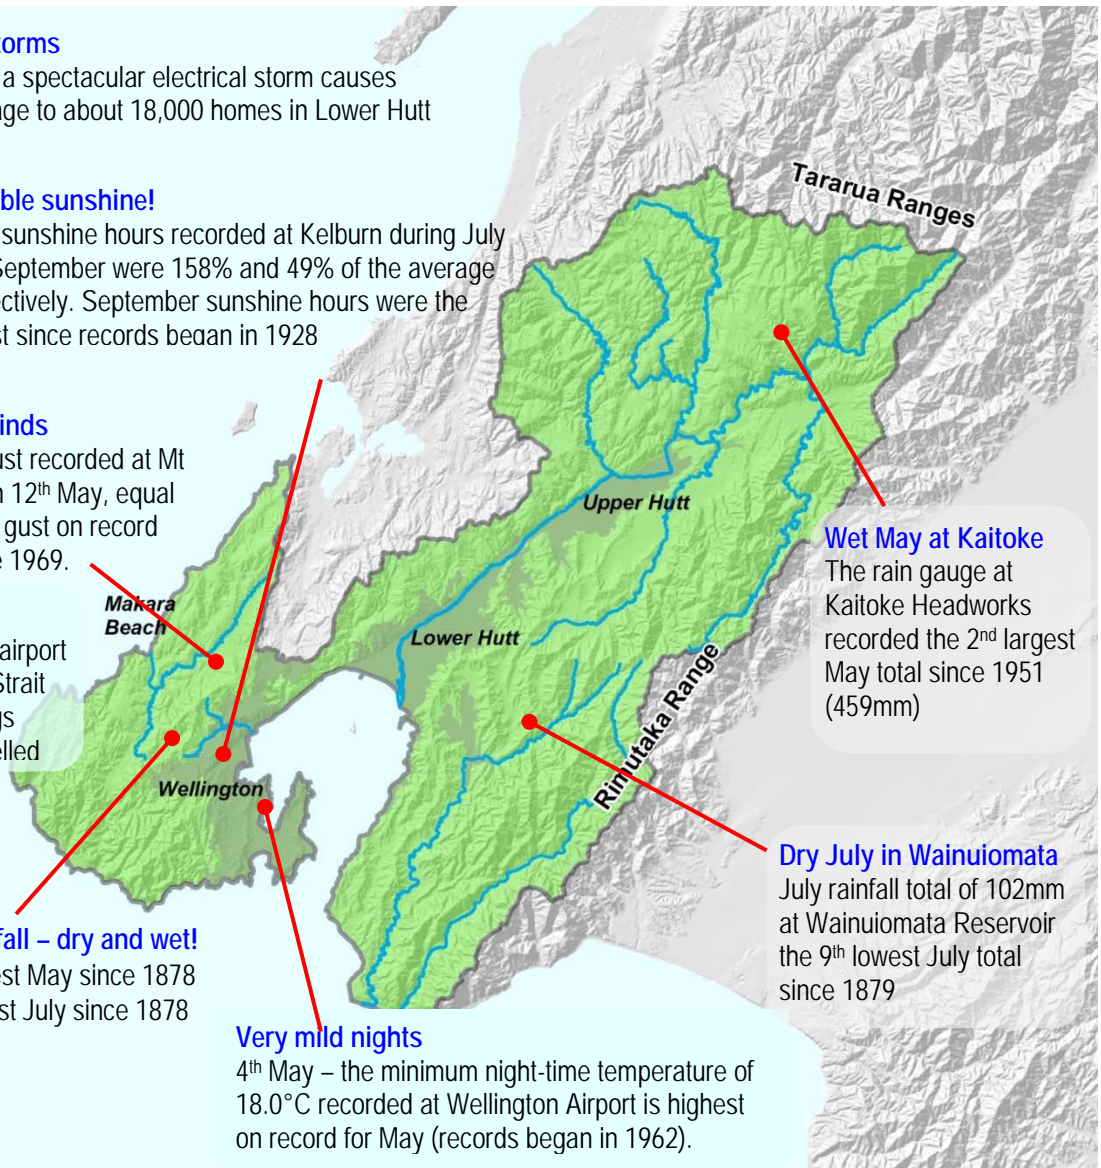 orms
a spectacular electrical storm causes
ge to about 18,000 homes in Lower Hutt
ble sunshine!
sunshine hours recorded at Kelburn during July
September were 158% and 49% of the average
ectively. September sunshine hours were the
st since records began in 1928
inds
ust recorded at Mt
n 12th May, equal
gust on record
e 1969.
airport
Strait
gs
elled
fall – dry and wet!
est May since 1878
st July since 1878
Very mild nights
4th May – the minimum night-time temperature of
18.0°C recorded at Wellington Airport is highest
on record for May (records began in 1962).
Wet May at Kaitoke
The rain gauge at
Kaitoke Headworks
recorded the 2nd largest
May total since 1951
(459mm)
Dry July in Wainuiomata
July rainfall total of 102mm
at Wainuiomata Reservoir
the 9th lowest July total
since 1879
Tararua Ranges
Upper Hutt
Makara
Beach
Lower Hutt
Rimutaka Range
Wellington